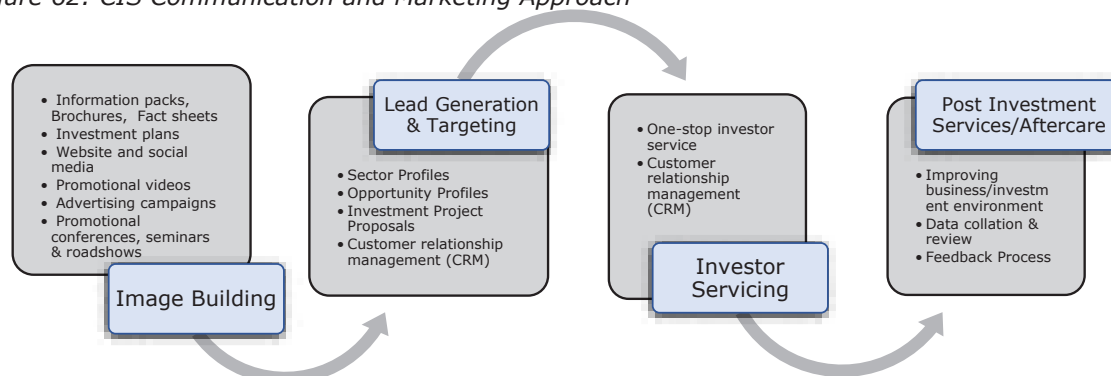 Figure 62: CIS Communication and Marketing Approach
• Information packs,
Brochures, Fact sheets
• Investment plans
• Website and social
media
• Promotional videos
• Advertising campaigns
• Promotional
conferences, seminars
& roadshows
Image Building
Lead Generation
& Targeting
• Sector Profiles
• Opportunity Profiles
• Investment Project
Proposals
• Customer relationship
management (CRM)
• One-stop investor
service
• Customer
relationship
management
(CRM)
Investor
Servicing
Post Investment
Services/Aftercare
• Improving
business/investm
ent environment
• Data collation &
review
• Feedback Process